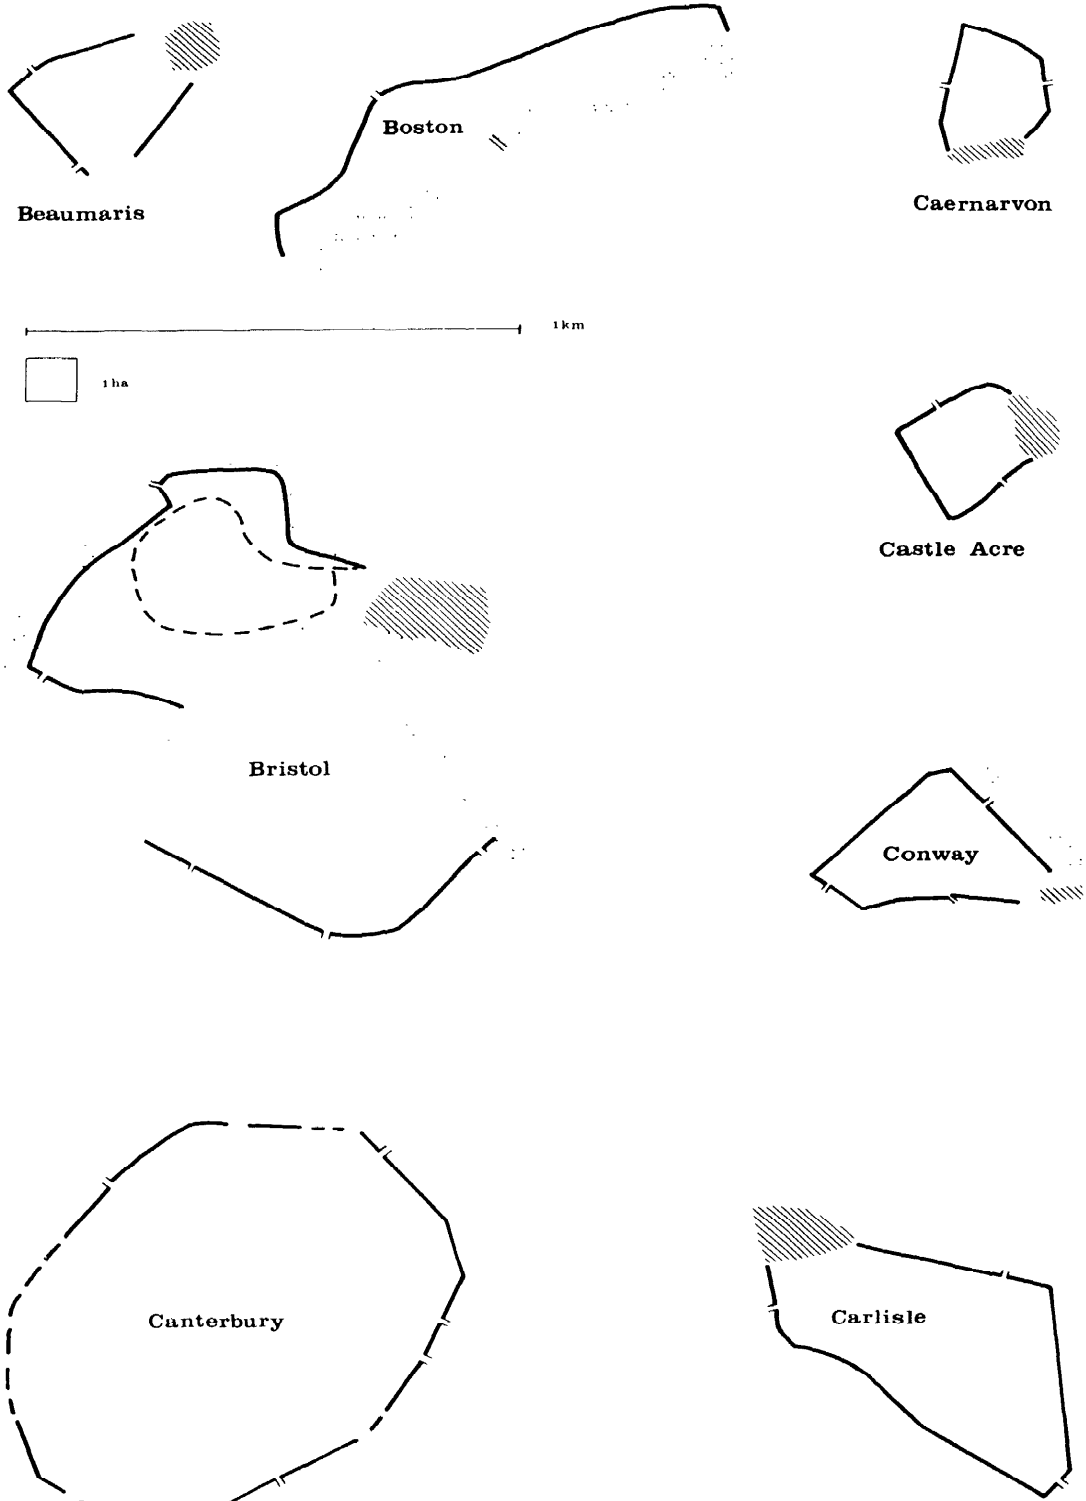 Boston
Beaumaris
Caernarvon
1km
1ha
Castle Acre
Bristol
Conway
Canterbury
Carlisle